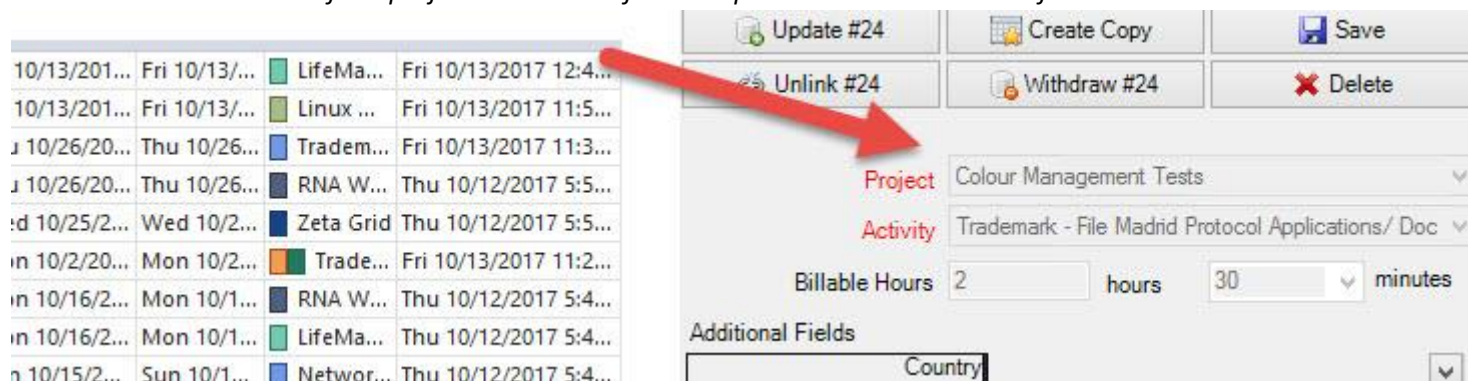 Update #24 Create Copy Save
Unlink #24 Withdraw #24 Delete
10/13/201... Fri 10/13/... LifeMa... Fri 10/13/2017 12:4...
10/13/201... Fri 10/13/... Linux ... Fri 10/13/2017 11:5...
10/26/20... Thu 10/26... Tradem... Fri 10/13/2017 11:3...
10/26/20... Thu 10/26... RNA W... Thu 10/12/2017 5:5...
10/25/2... Wed 10/2... Zeta Grid Thu 10/12/2017 5:5...
10/2/20... Mon 10/2... Trade... Fri 10/13/2017 11:2...
10/16/2... Mon 10/1... RNA W... Thu 10/12/2017 5:4...
10/16/2... Mon 10/1... LifeMa... Thu 10/12/2017 5:4...
10/15/2... Sun 10/1... Networ... Thu 10/12/2017 5:4...
Project Colour Management Tests
Activity Trademark - File Madrid Protocol Applications/ Doc
Billable Hours 2 hours 30 minutes
Additional Fields
Country